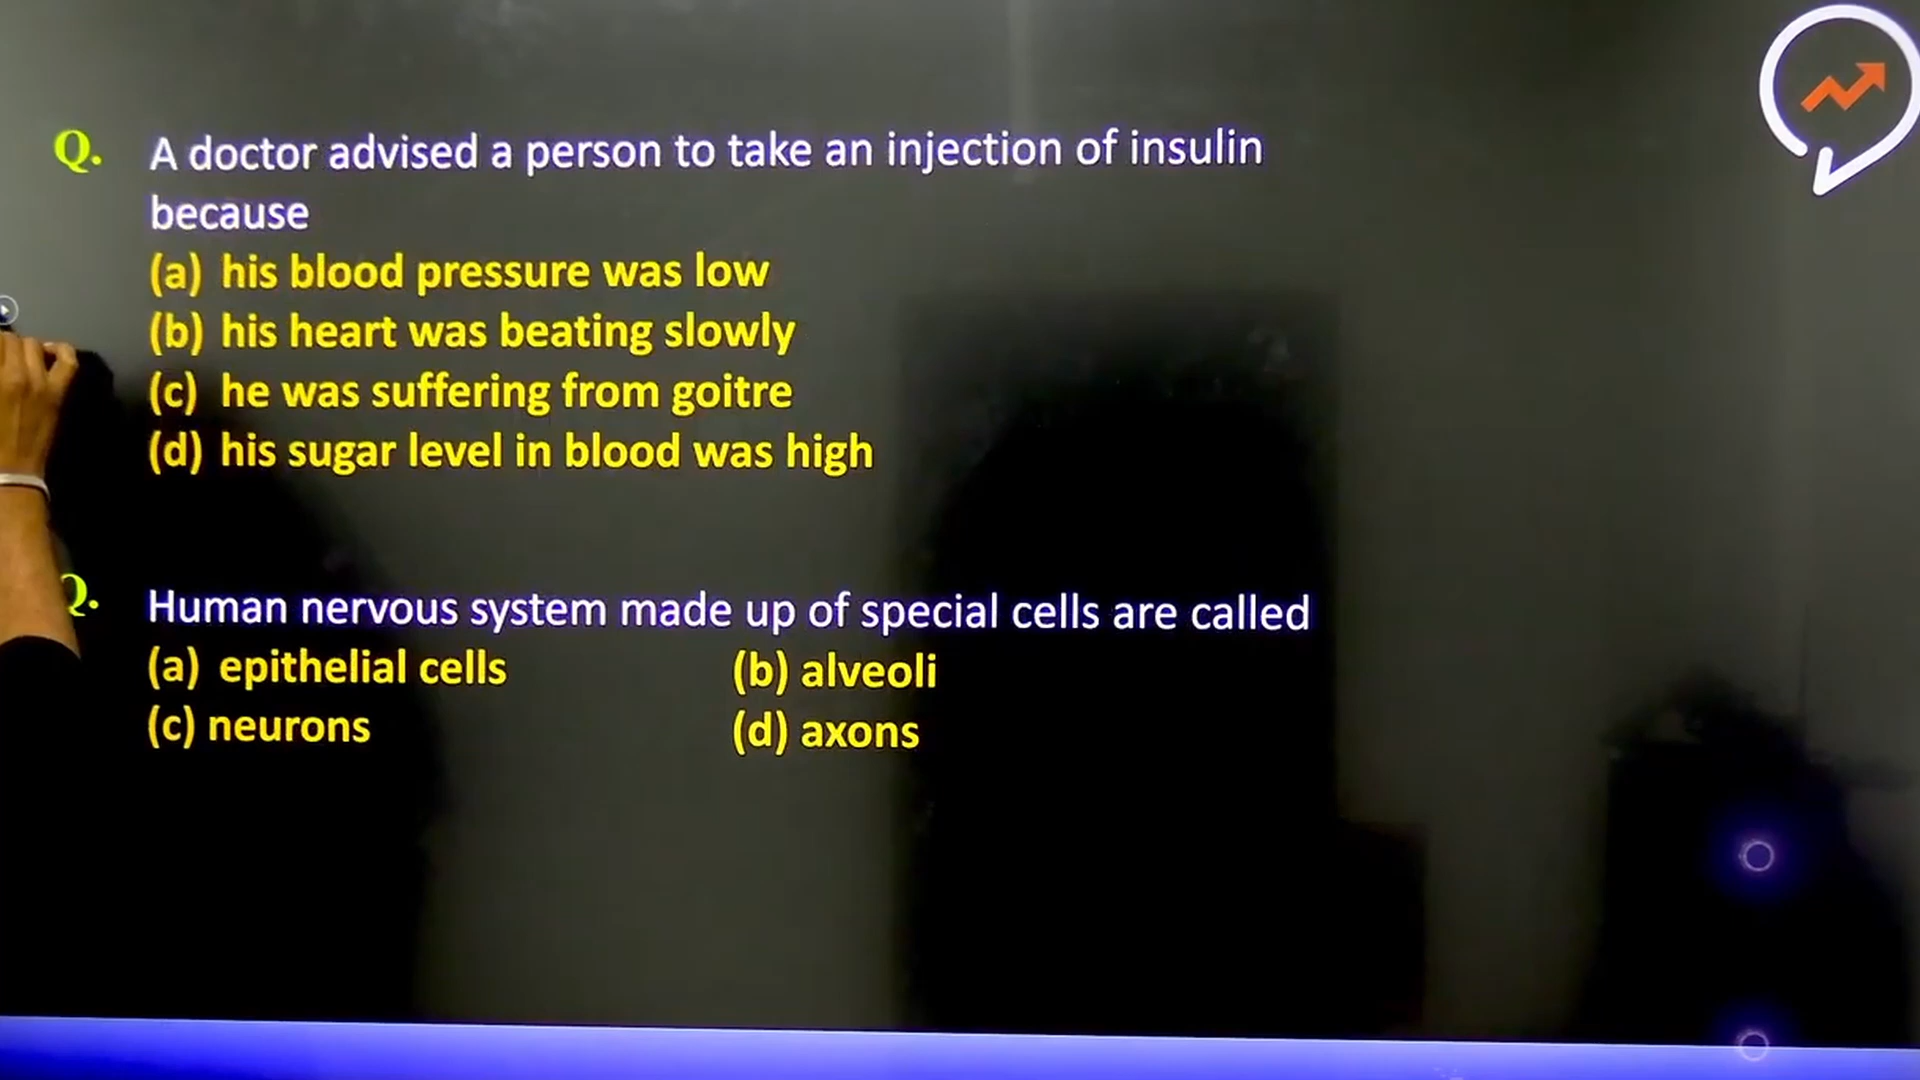 Q. A doctor advised a person to take an injection of insulin
because
(a) his blood pressure was low
(b) his heart was beating slowly
(c) he was suffering from goitre
(d) his sugar level in blood was high
Q. Human nervous system made up of special cells are called
(a) epithelial cells (b) alveoli
(c) neurons (d) axons